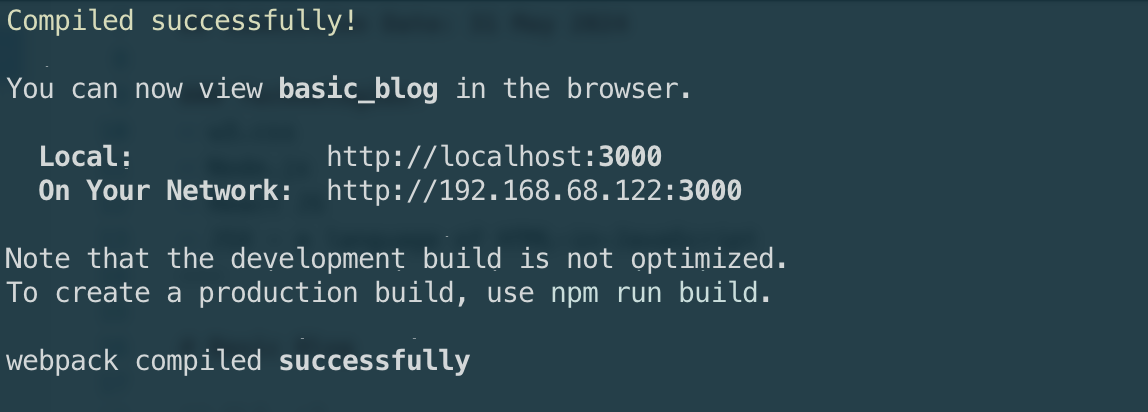 Compiled successfully!
You can now view basic_blog in the browser.
Local: http://localhost:3000
On Your Network: http://192.168.68.122:3000
Note that the development build is not optimized.
To create a production build, use npm run build.
webpack compiled successfully